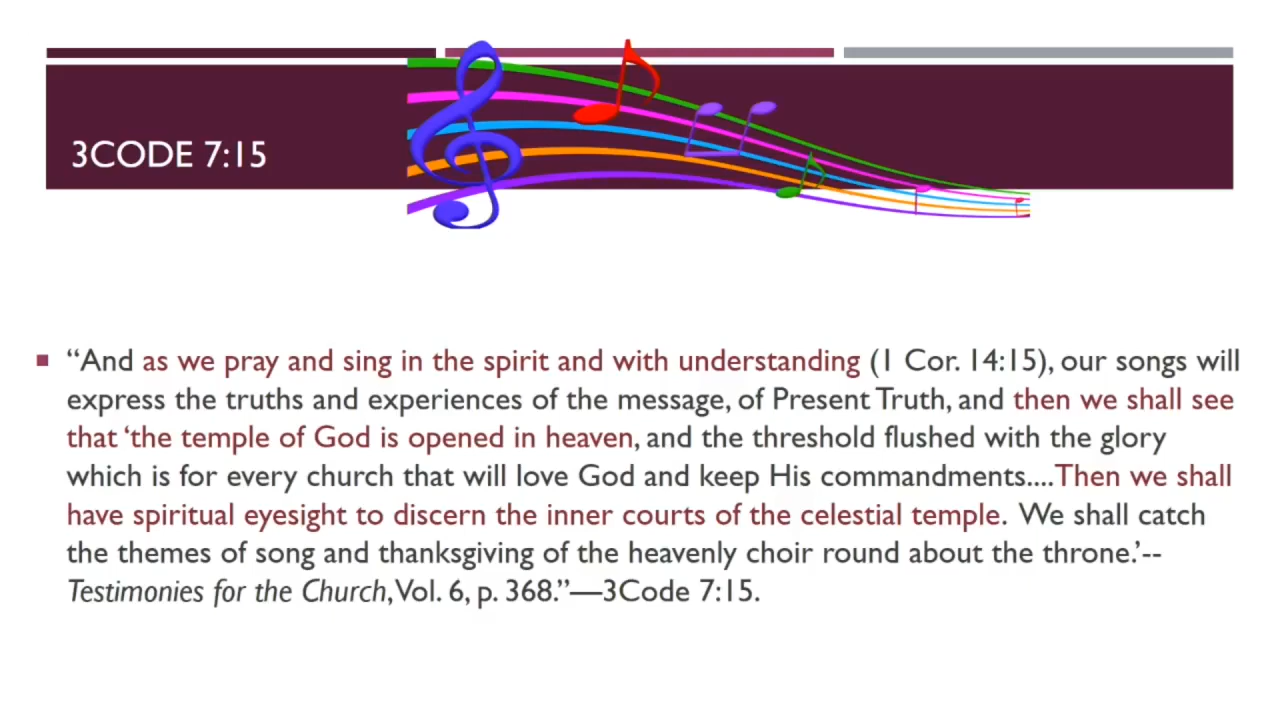 3CODE 7:15
“And as we pray and sing in the spirit and with understanding (1 Cor. 14:15), our songs will
express the truths and experiences of the message, of Present Truth, and then we shall see
that ‘the temple of God is opened in heaven, and the threshold flushed with the glory
which is for every church that will love God and keep His commandments....Then we shall
have spiritual eyesight to discern the inner courts of the celestial temple. We shall catch
the themes of song and thanksgiving of the heavenly choir round about the throne.’--
Testimonies for the Church, Vol. 6, p. 368.”—3Code 7:15.